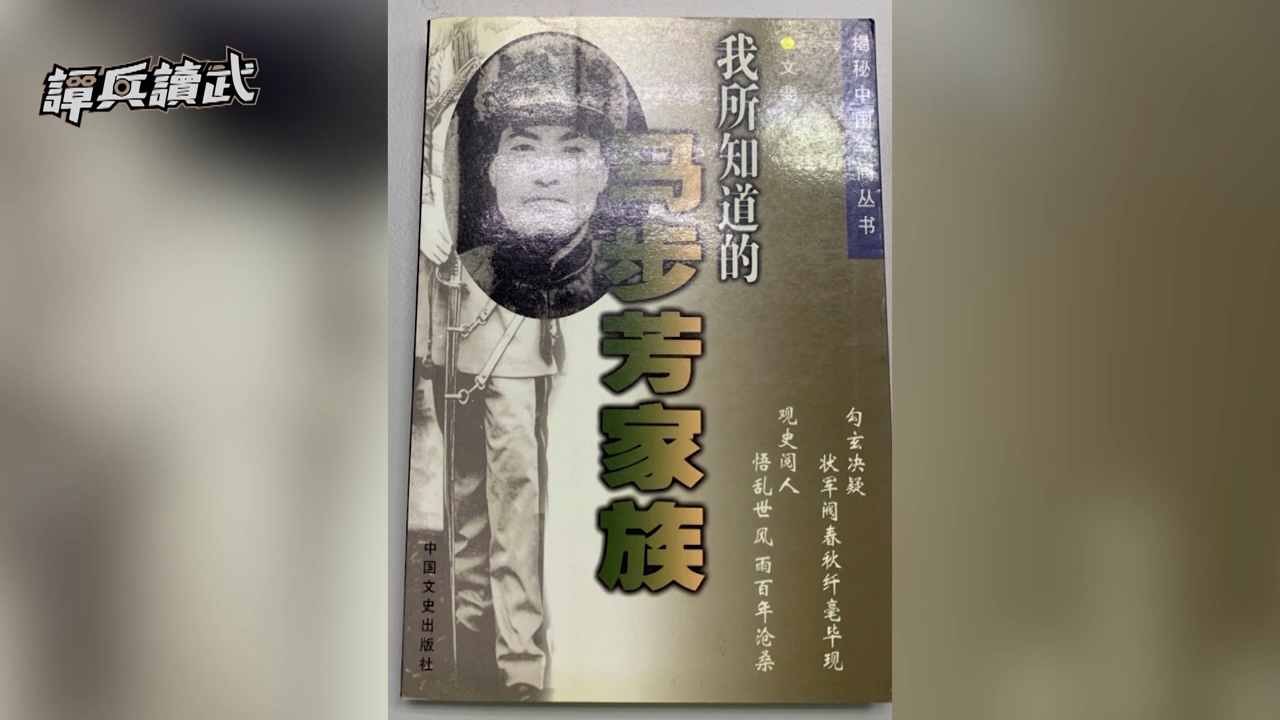 譚兵讀武
揭秘中国军阀丛书
文斐
我所知道的
马步芳家族
勾玄决疑
状军阀春秋纤毫毕现
观史阅人
悟乱世风雨百年沧桑
中国文史出版社